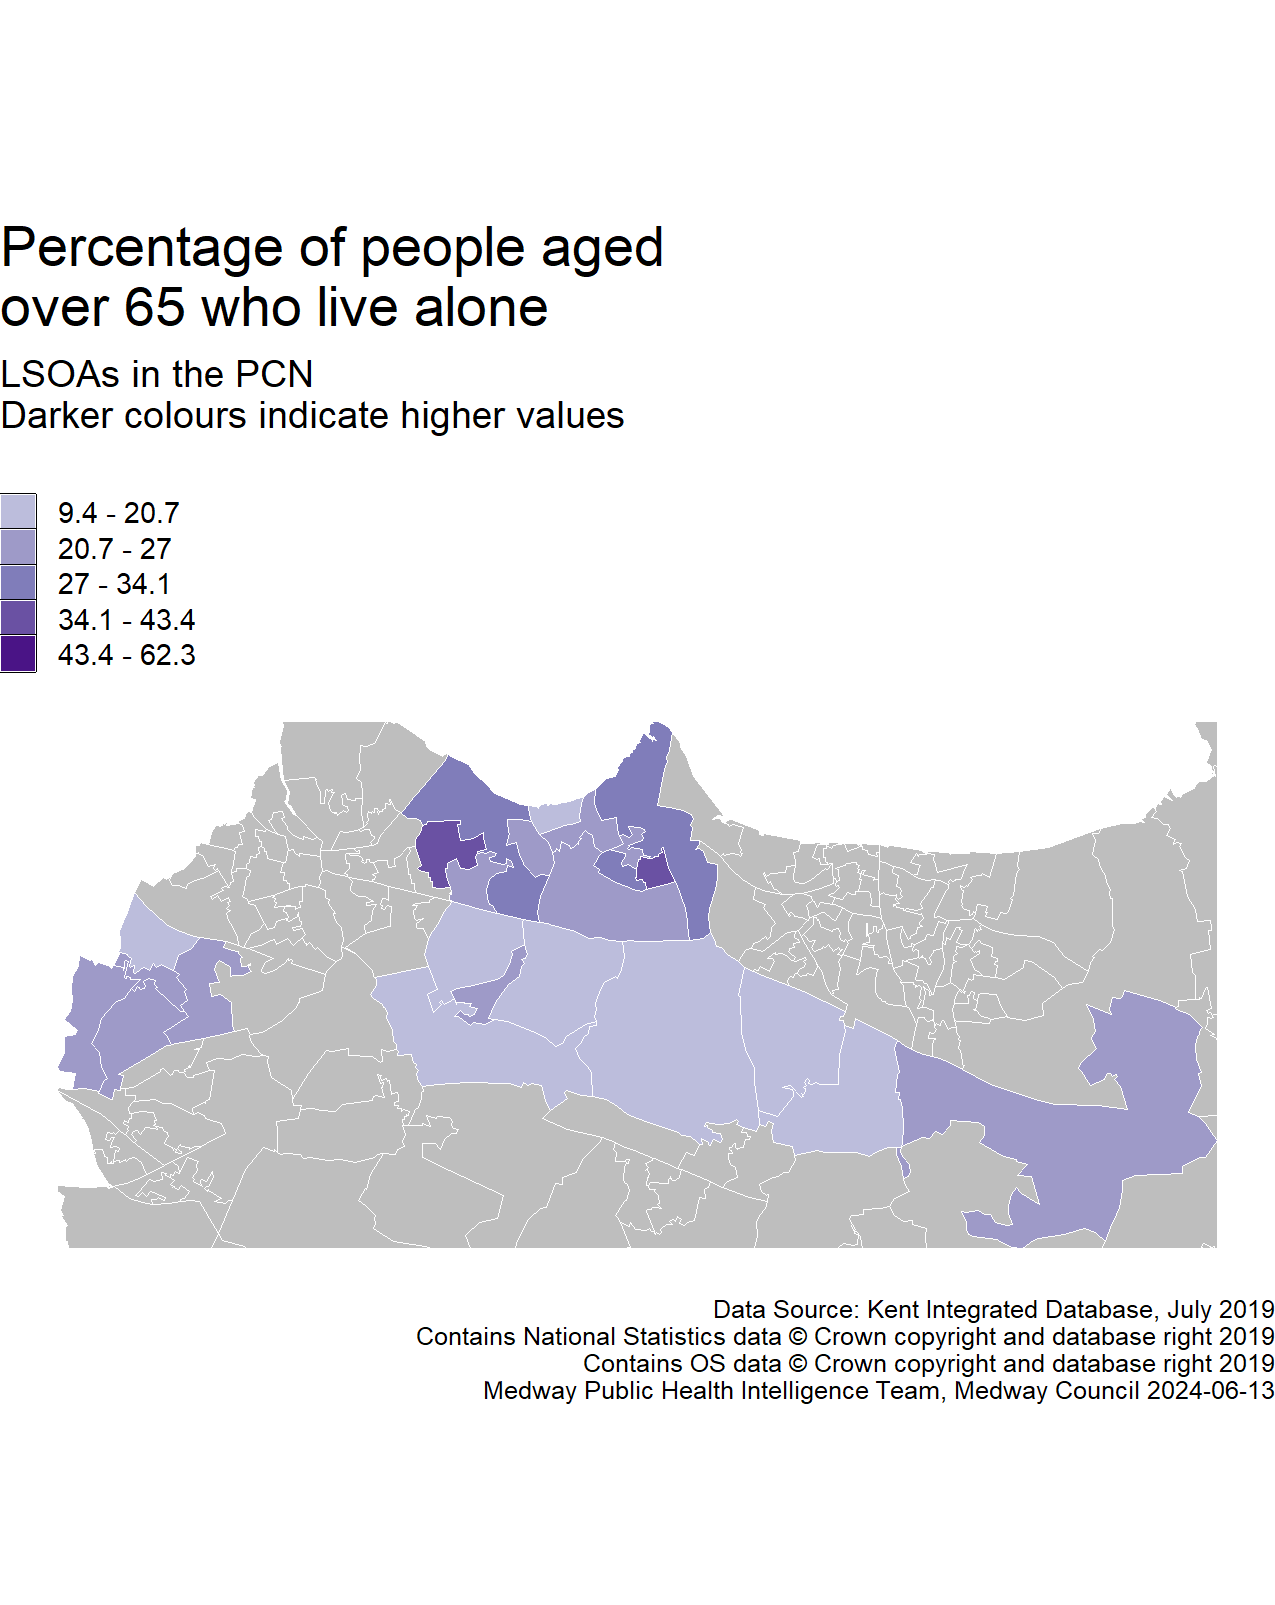 Percentage of people aged
over 65 who live alone
LSOAs in the PCN
Darker colours indicate higher values
9.4 - 20.7
20.7 - 27
27 - 34.1
34.1 - 43.4
43.4 - 62.3
Data Source: Kent Integrated Database, July 2019
Contains National Statistics data © Crown copyright and database right 2019
Contains OS data © Crown copyright and database right 2019
Medway Public Health Intelligence Team, Medway Council 2024-06-13